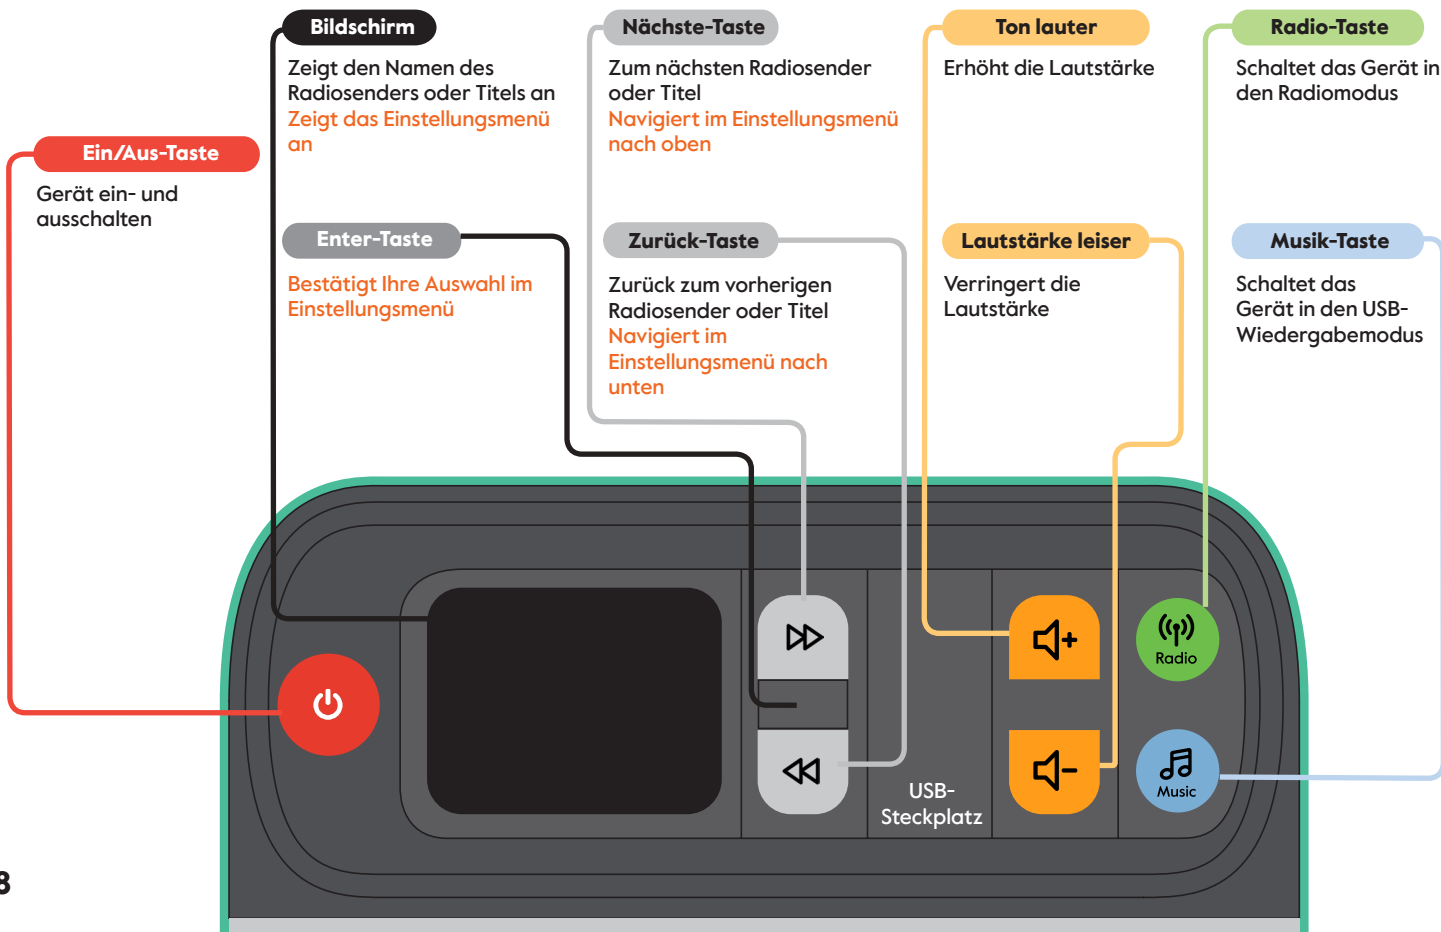 Bildschirm
Zeigt den Namen des
Radiosenders oder Titels an
Zeigt das Einstellungsmenü
an
Nächste-Taste
Zum nächsten Radiosender
oder Titel
Navigiert im Einstellungsmenü
nach oben
Ton lauter
Erhöht die Lautstärke
Radio-Taste
Schaltet das Gerät in
den Radiomodus
Ein/Aus-Taste
Gerät ein- und
ausschalten
Enter-Taste
Bestätigt Ihre Auswahl im
Einstellungsmenü
Zurück-Taste
Zurück zum vorherigen
Radiosender oder Titel
Navigiert im
Einstellungsmenü nach
unten
Lautstärke leiser
Verringert die
Lautstärke
Musik-Taste
Schaltet das
Gerät in den USB-
Wiedergabemodus
Radio
Music
USB-
Steckplatz
8